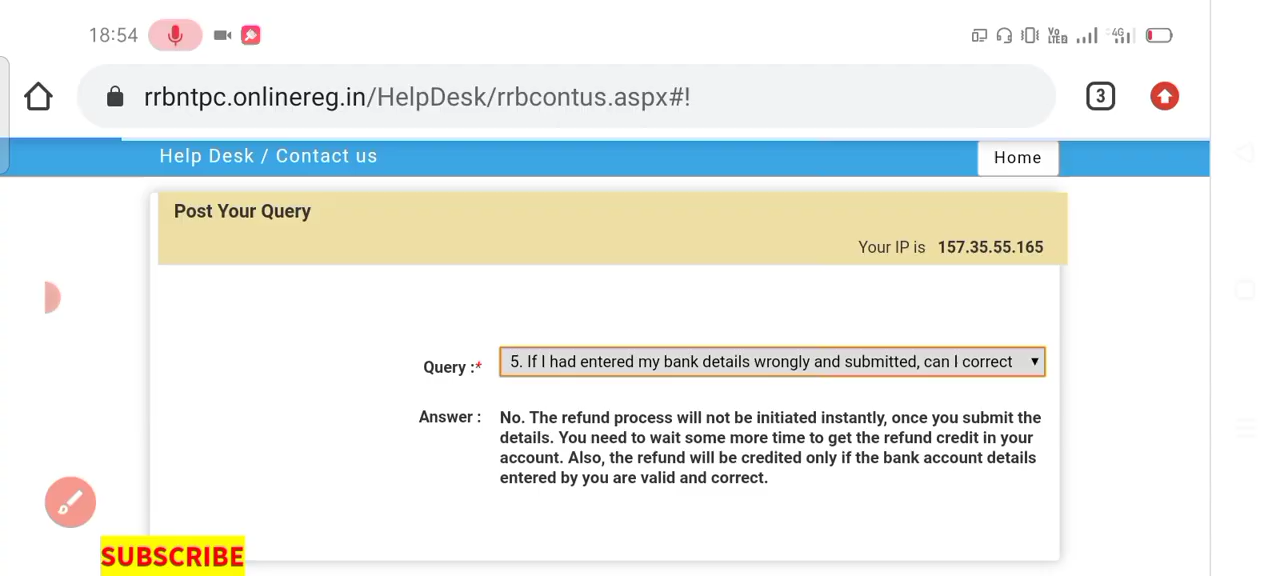 18:54
Vo LTED 4G
rrbntpc.onlinereg.in/HelpDesk/rrbcontus.aspx#!
3
Help Desk / Contact us
Home
Post Your Query
Your IP is 157.35.55.165
Query :*
5. If I had entered my bank details wrongly and submitted, can I correct
Answer :
No. The refund process will not be initiated instantly, once you submit the
details. You need to wait some more time to get the refund credit in your
account. Also, the refund will be credited only if the bank account details
entered by you are valid and correct.
SUBSCRIBE